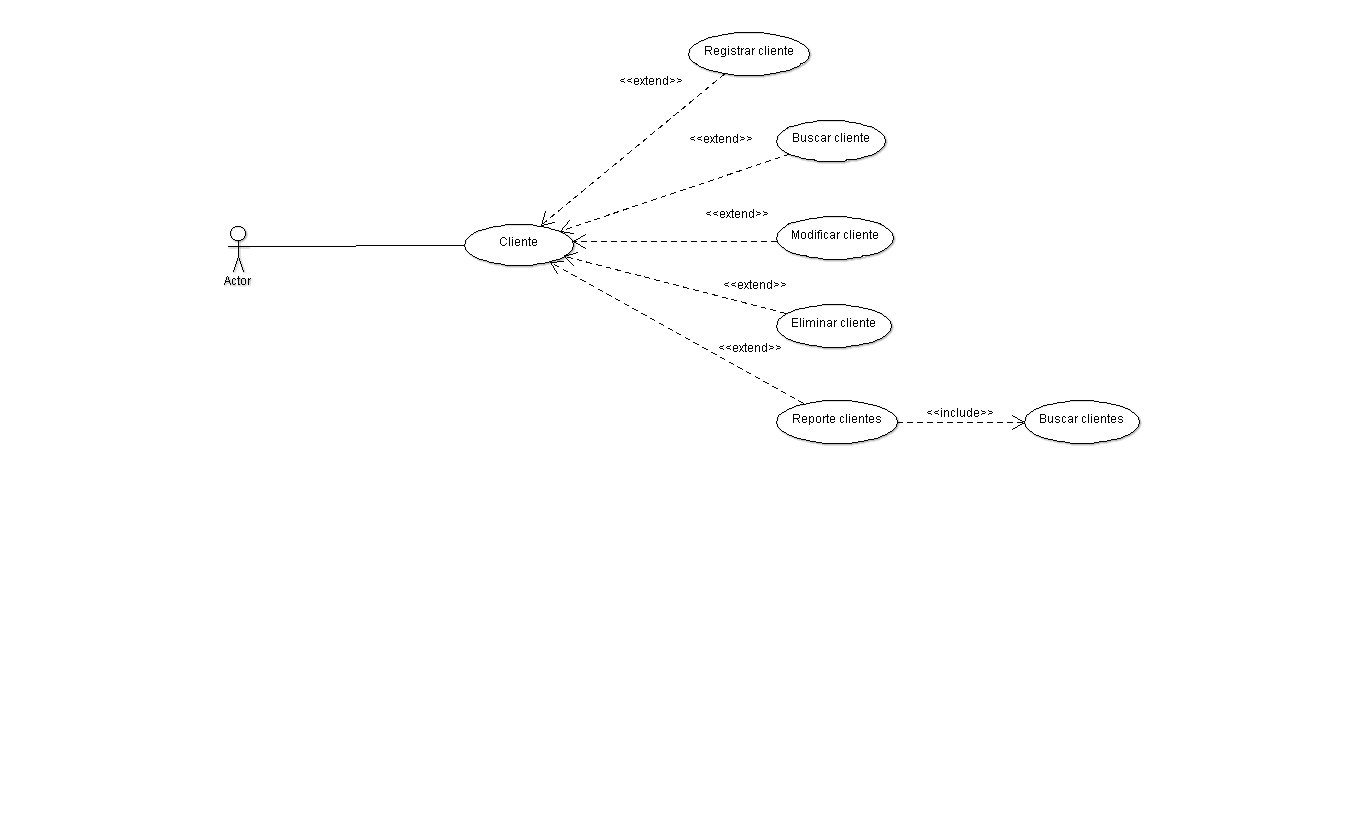 Registrar cliente
<<extend>>
Buscar cliente
<<extend>>
<<extend>>
Modificar cliente
Cliente
Actor
<<extend>>
Eliminar cliente
<<extend>>
Reporte clientes
<<include>>
Buscar clientes